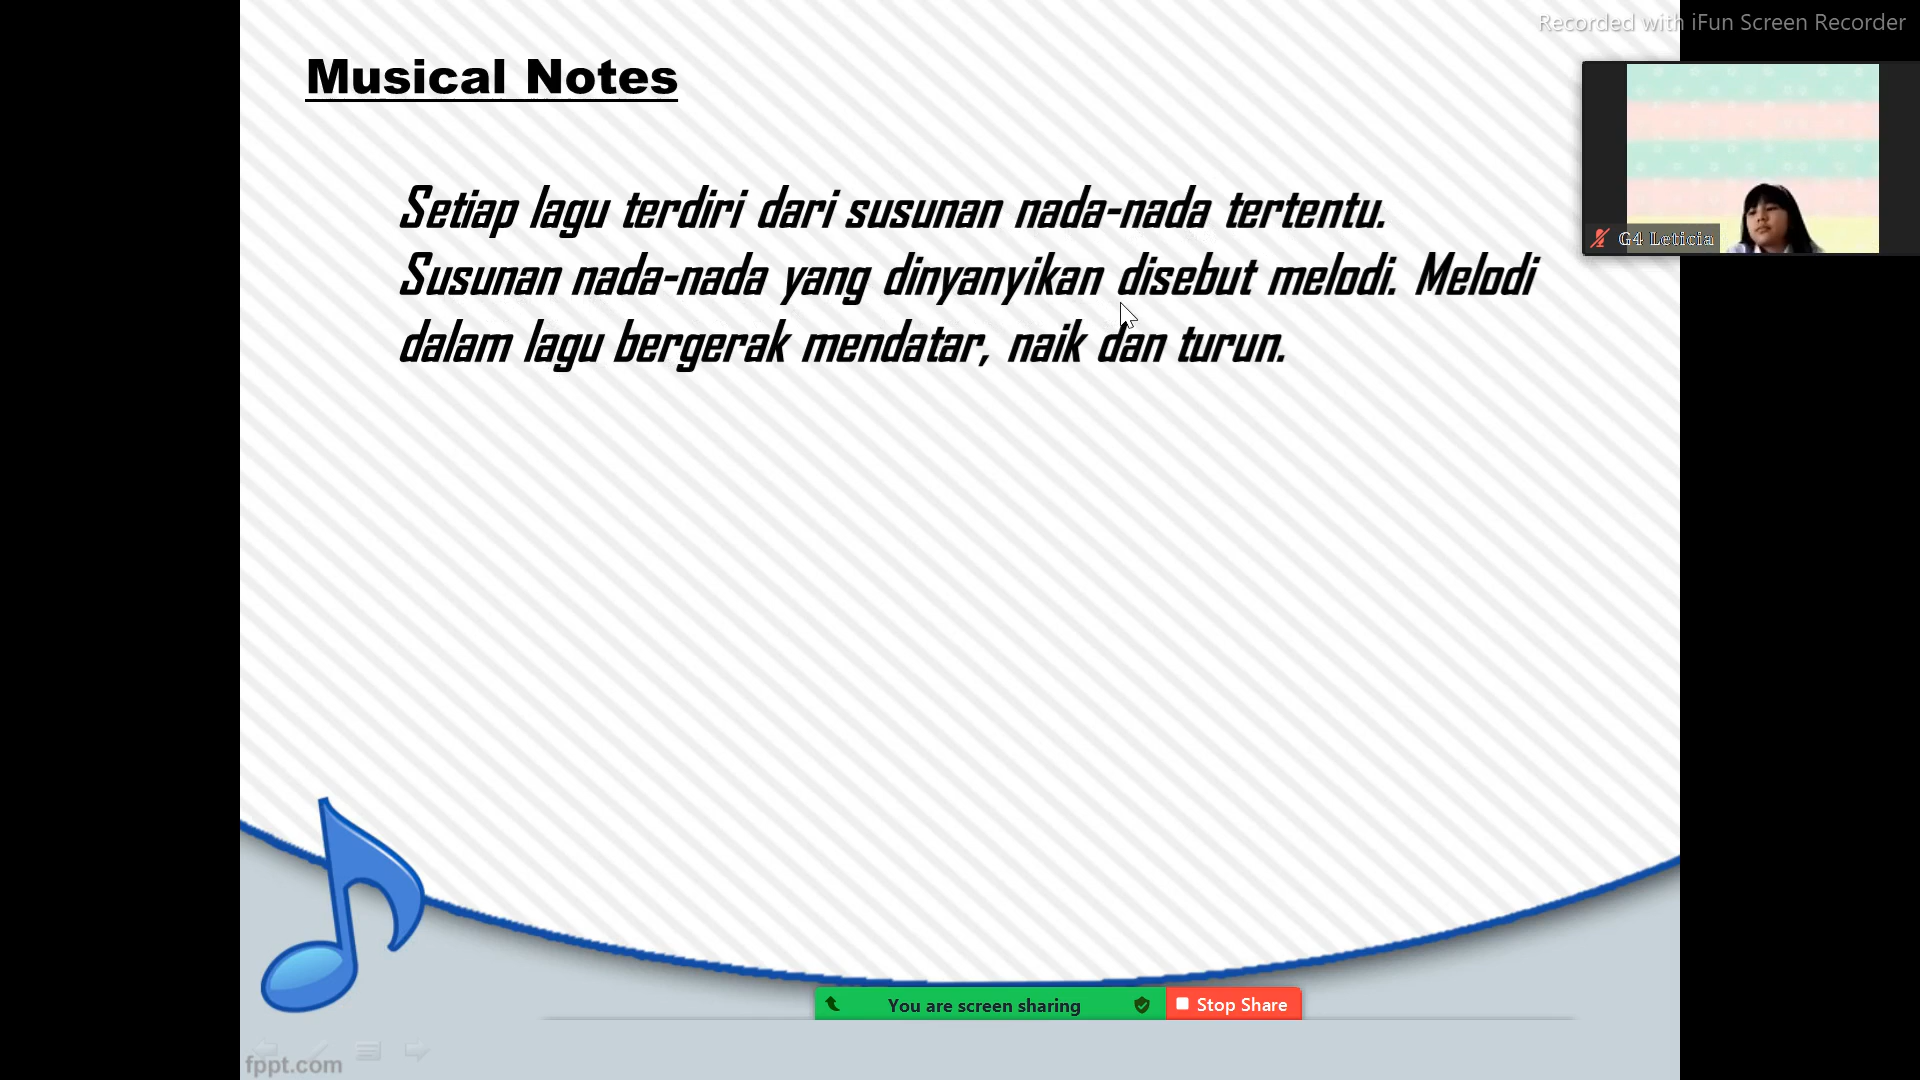 Recorded with iFun Screen Recorder
Musical Notes
Setiap lagu terdiri dari susunan nada-nada tertentu.
Susunan nada-nada yang dinyanyikan disebut melodi. Melodi
dalam lagu bergerak mendatar, naik dan turun.
G4 Leticia
You are screen sharing
Stop Share
fppt.com